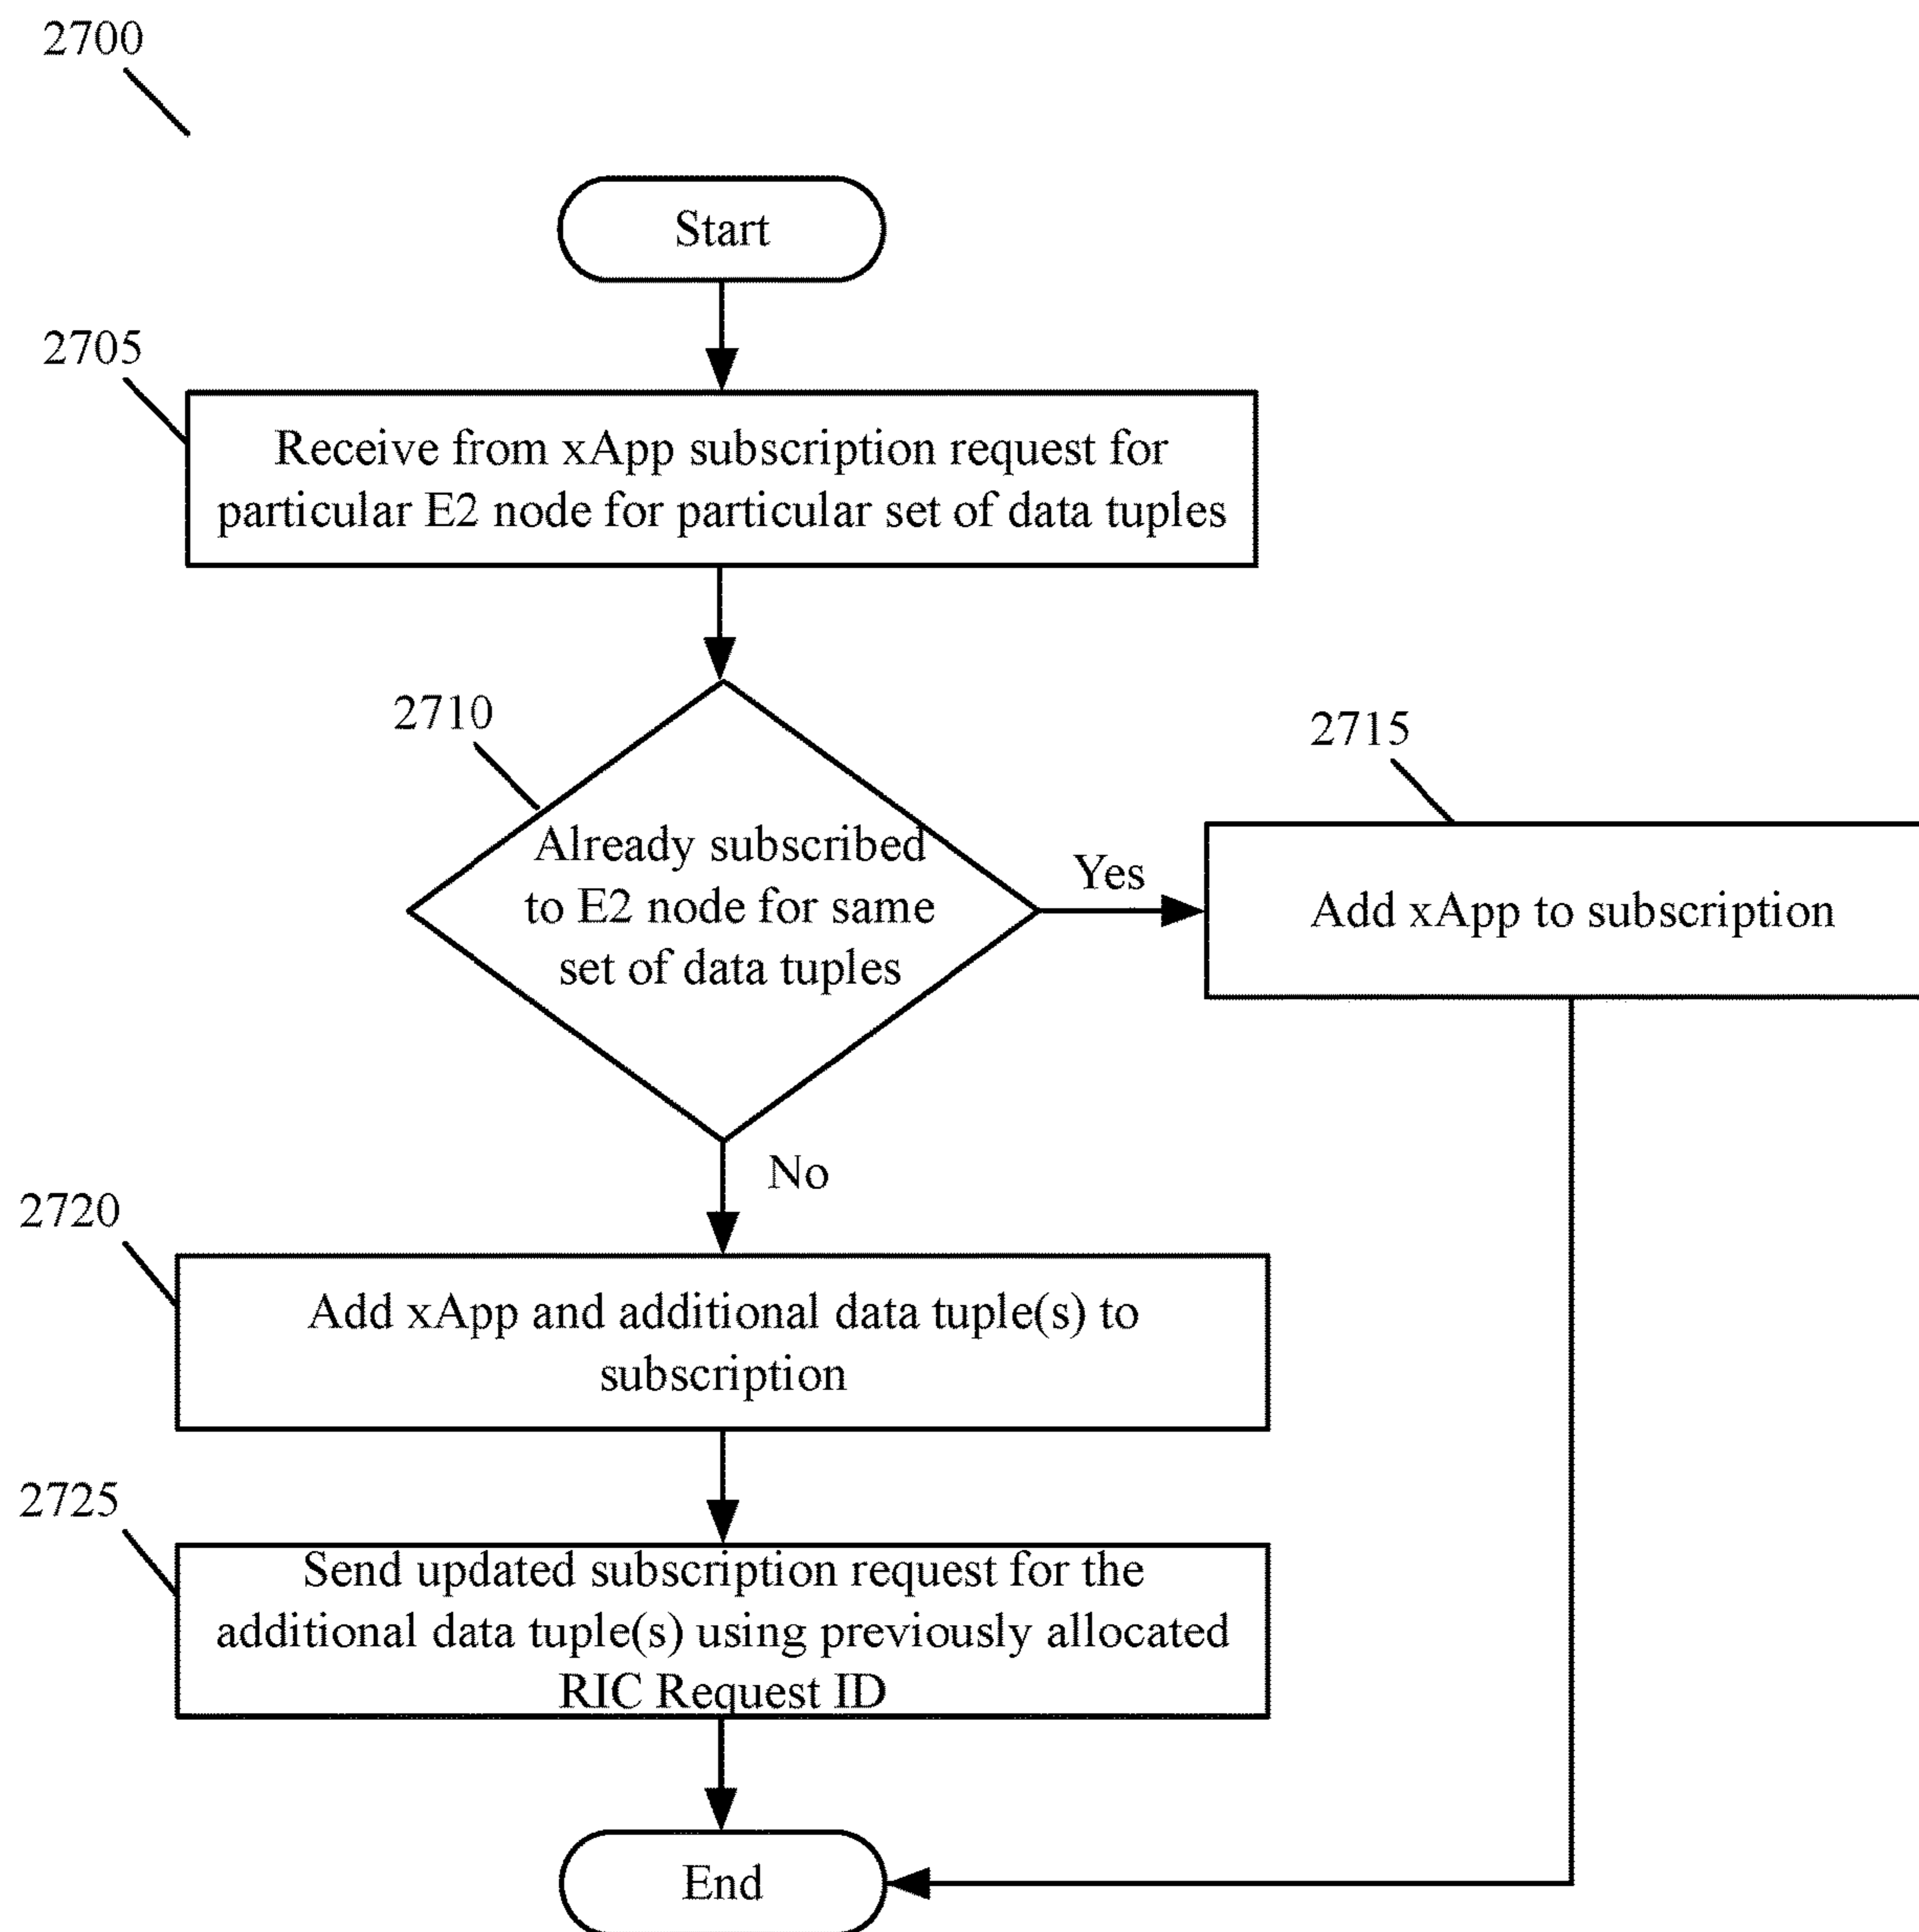 2700
Start
2705
Receive from xApp subscription request for
particular E2 node for particular set of data tuples
2710
Already subscribed
to E2 node for same
set of data tuples
Yes
2715
Add xApp to subscription
No
2720
Add xApp and additional data tuple(s) to
subscription
2725
Send updated subscription request for the
additional data tuple(s) using previously allocated
RIC Request ID
End